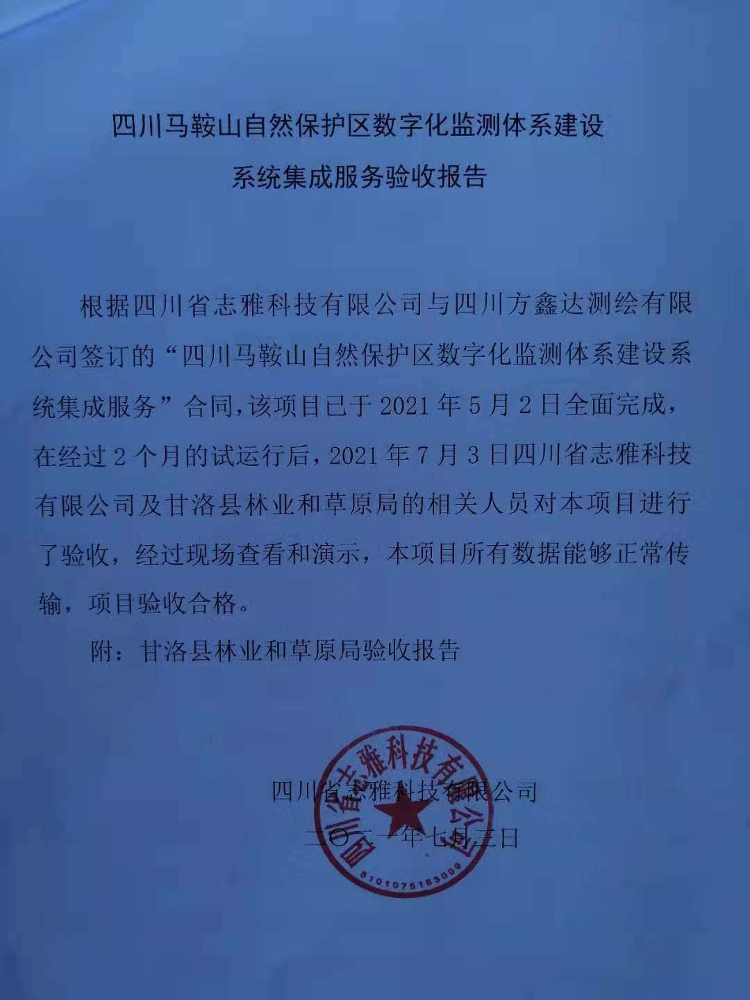 四川马鞍山自然保护区数字化监测体系建设
系统集成服务验收报告
根据四川省志雅科技有限公司与四川方鑫达测绘有限
公司签订的“四川马鞍山自然保护区数字化监测体系建设系
统集成服务”合同,该项目已于2021年5月2日全面完成,
在经过2个月的试运行后,2021年7月3日四川省志雅科技
有限公司及甘洛县林业和草原局的相关人员对本项目进行
了验收，经过现场查看和演示，本项目所有数据能够正常传
输，项目验收合格。
附：甘洛县林业和草原局验收报告
四川省志雅科技有限公司
二〇二一年七月三日
四川省志雅科技有限公司
5101075163009